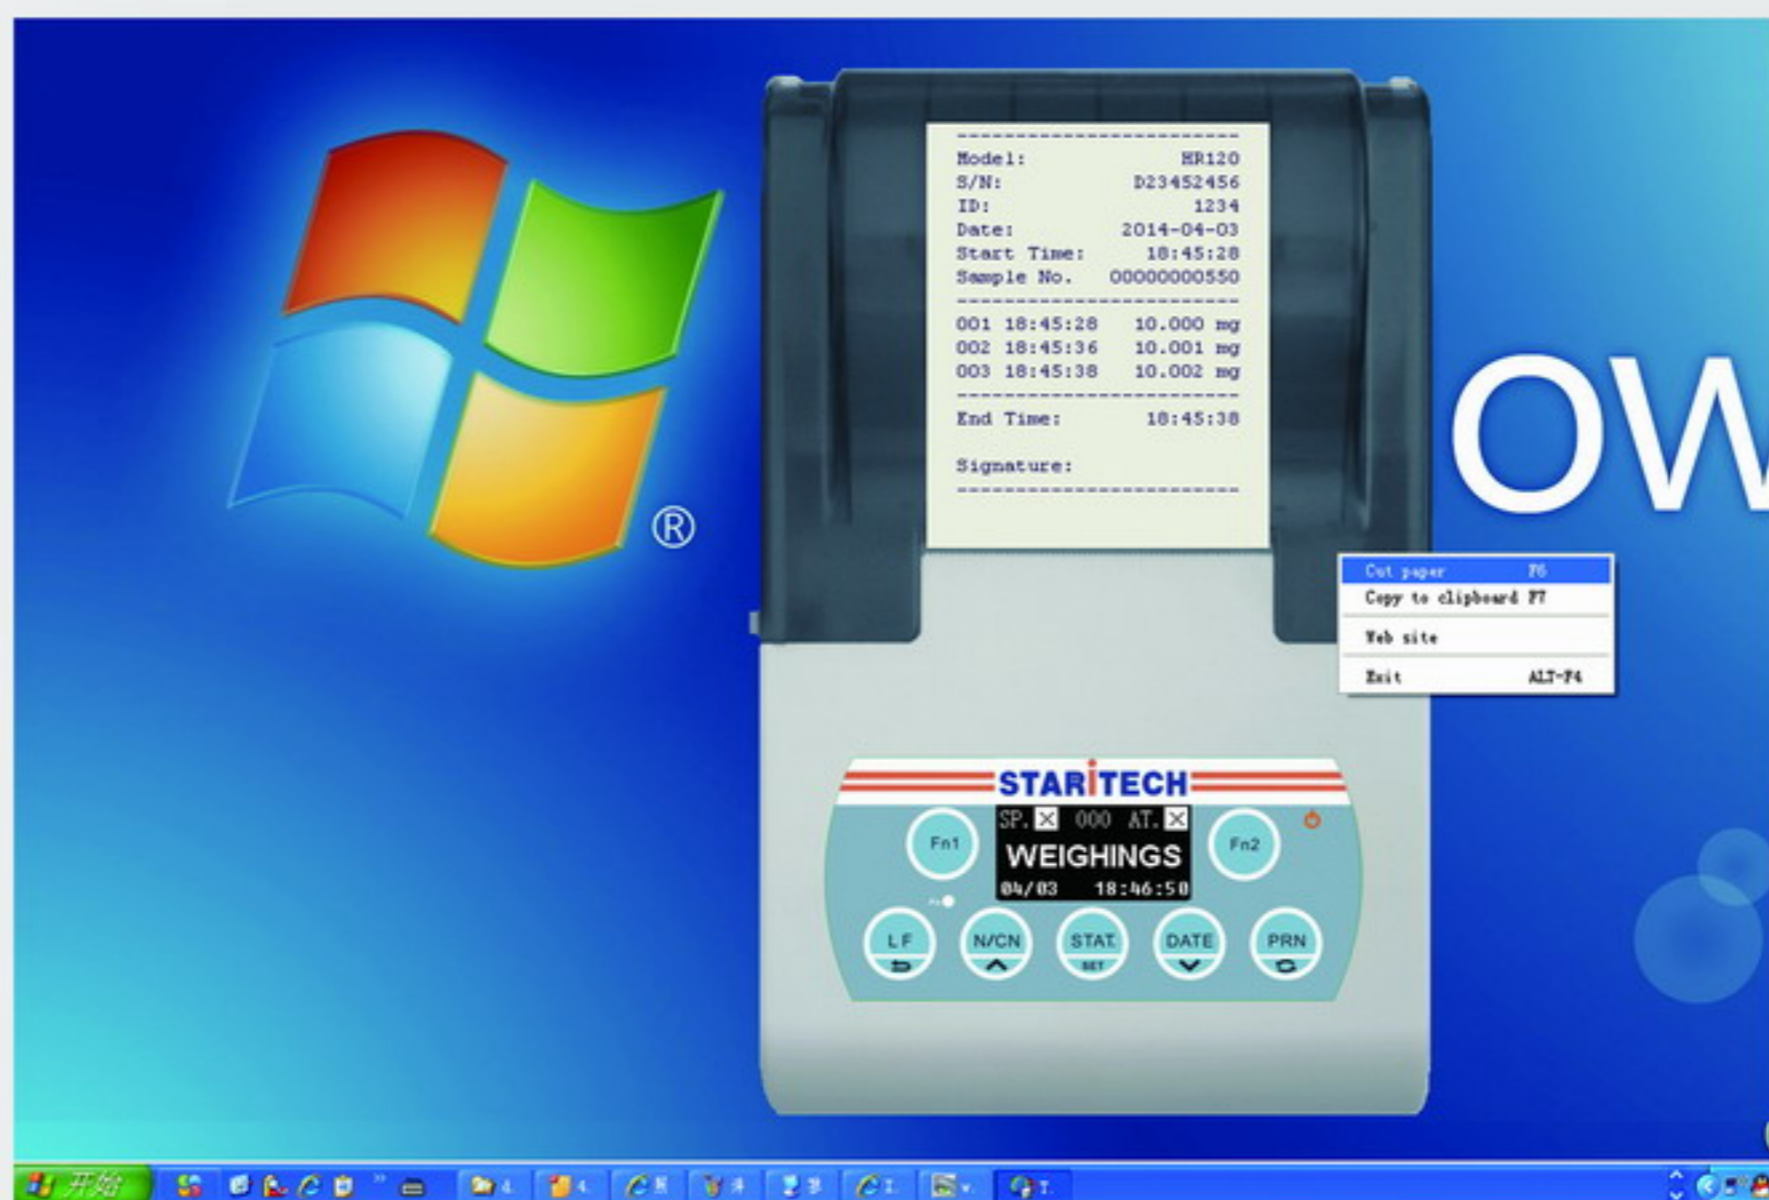 ------------------------
Model: HR120
S/N: D23452456
ID: 1234
Date: 2014-04-03
Start Time: 18:45:28
Sample No. 00000000550
------------------------
001 18:45:28 10.000 mg
002 18:45:36 10.001 mg
003 18:45:38 10.002 mg
------------------------
End Time: 18:45:38
Signature:
------------------------
®
OW
Cut paper F6
Copy to clipboard F7
Web site
Exit ALT-F4
STARiTECH
SP. 000 AT.
WEIGHINGS
04/03 18:46:50
Fn1
Fn2
LF
N/CN
STAT.
DATE
PRN
SET
开始